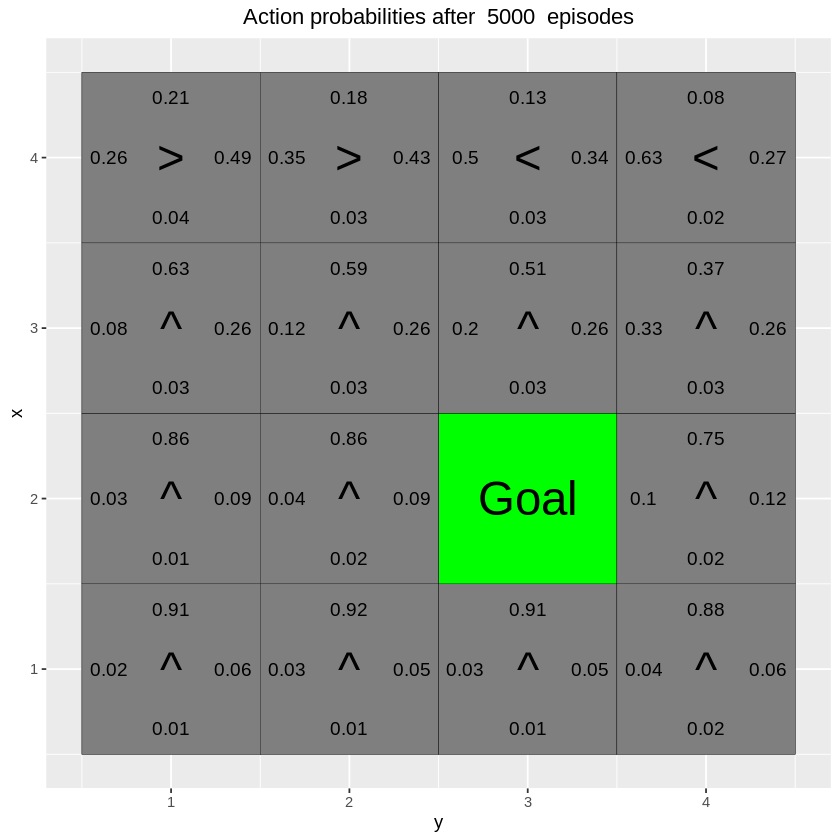 Action probabilities after 5000 episodes
0.21 0.18 0.13 0.08
4 0.26 > 0.49 0.35 > 0.43 0.5 < 0.34 0.63 < 0.27
0.04 0.03 0.03 0.02
0.63 0.59 0.51 0.37
3 0.08 ^ 0.26 0.12 ^ 0.26 0.2 ^ 0.26 0.33 ^ 0.26
0.03 0.03 0.03 0.03
x
0.86 0.86 0.75
2 0.03 ^ 0.09 0.04 ^ 0.09 Goal 0.1 ^ 0.12
0.01 0.02 0.02
0.91 0.92 0.91 0.88
1 0.02 ^ 0.06 0.03 ^ 0.05 0.03 ^ 0.05 0.04 ^ 0.06
0.01 0.01 0.01 0.02
1 2 3 4
y